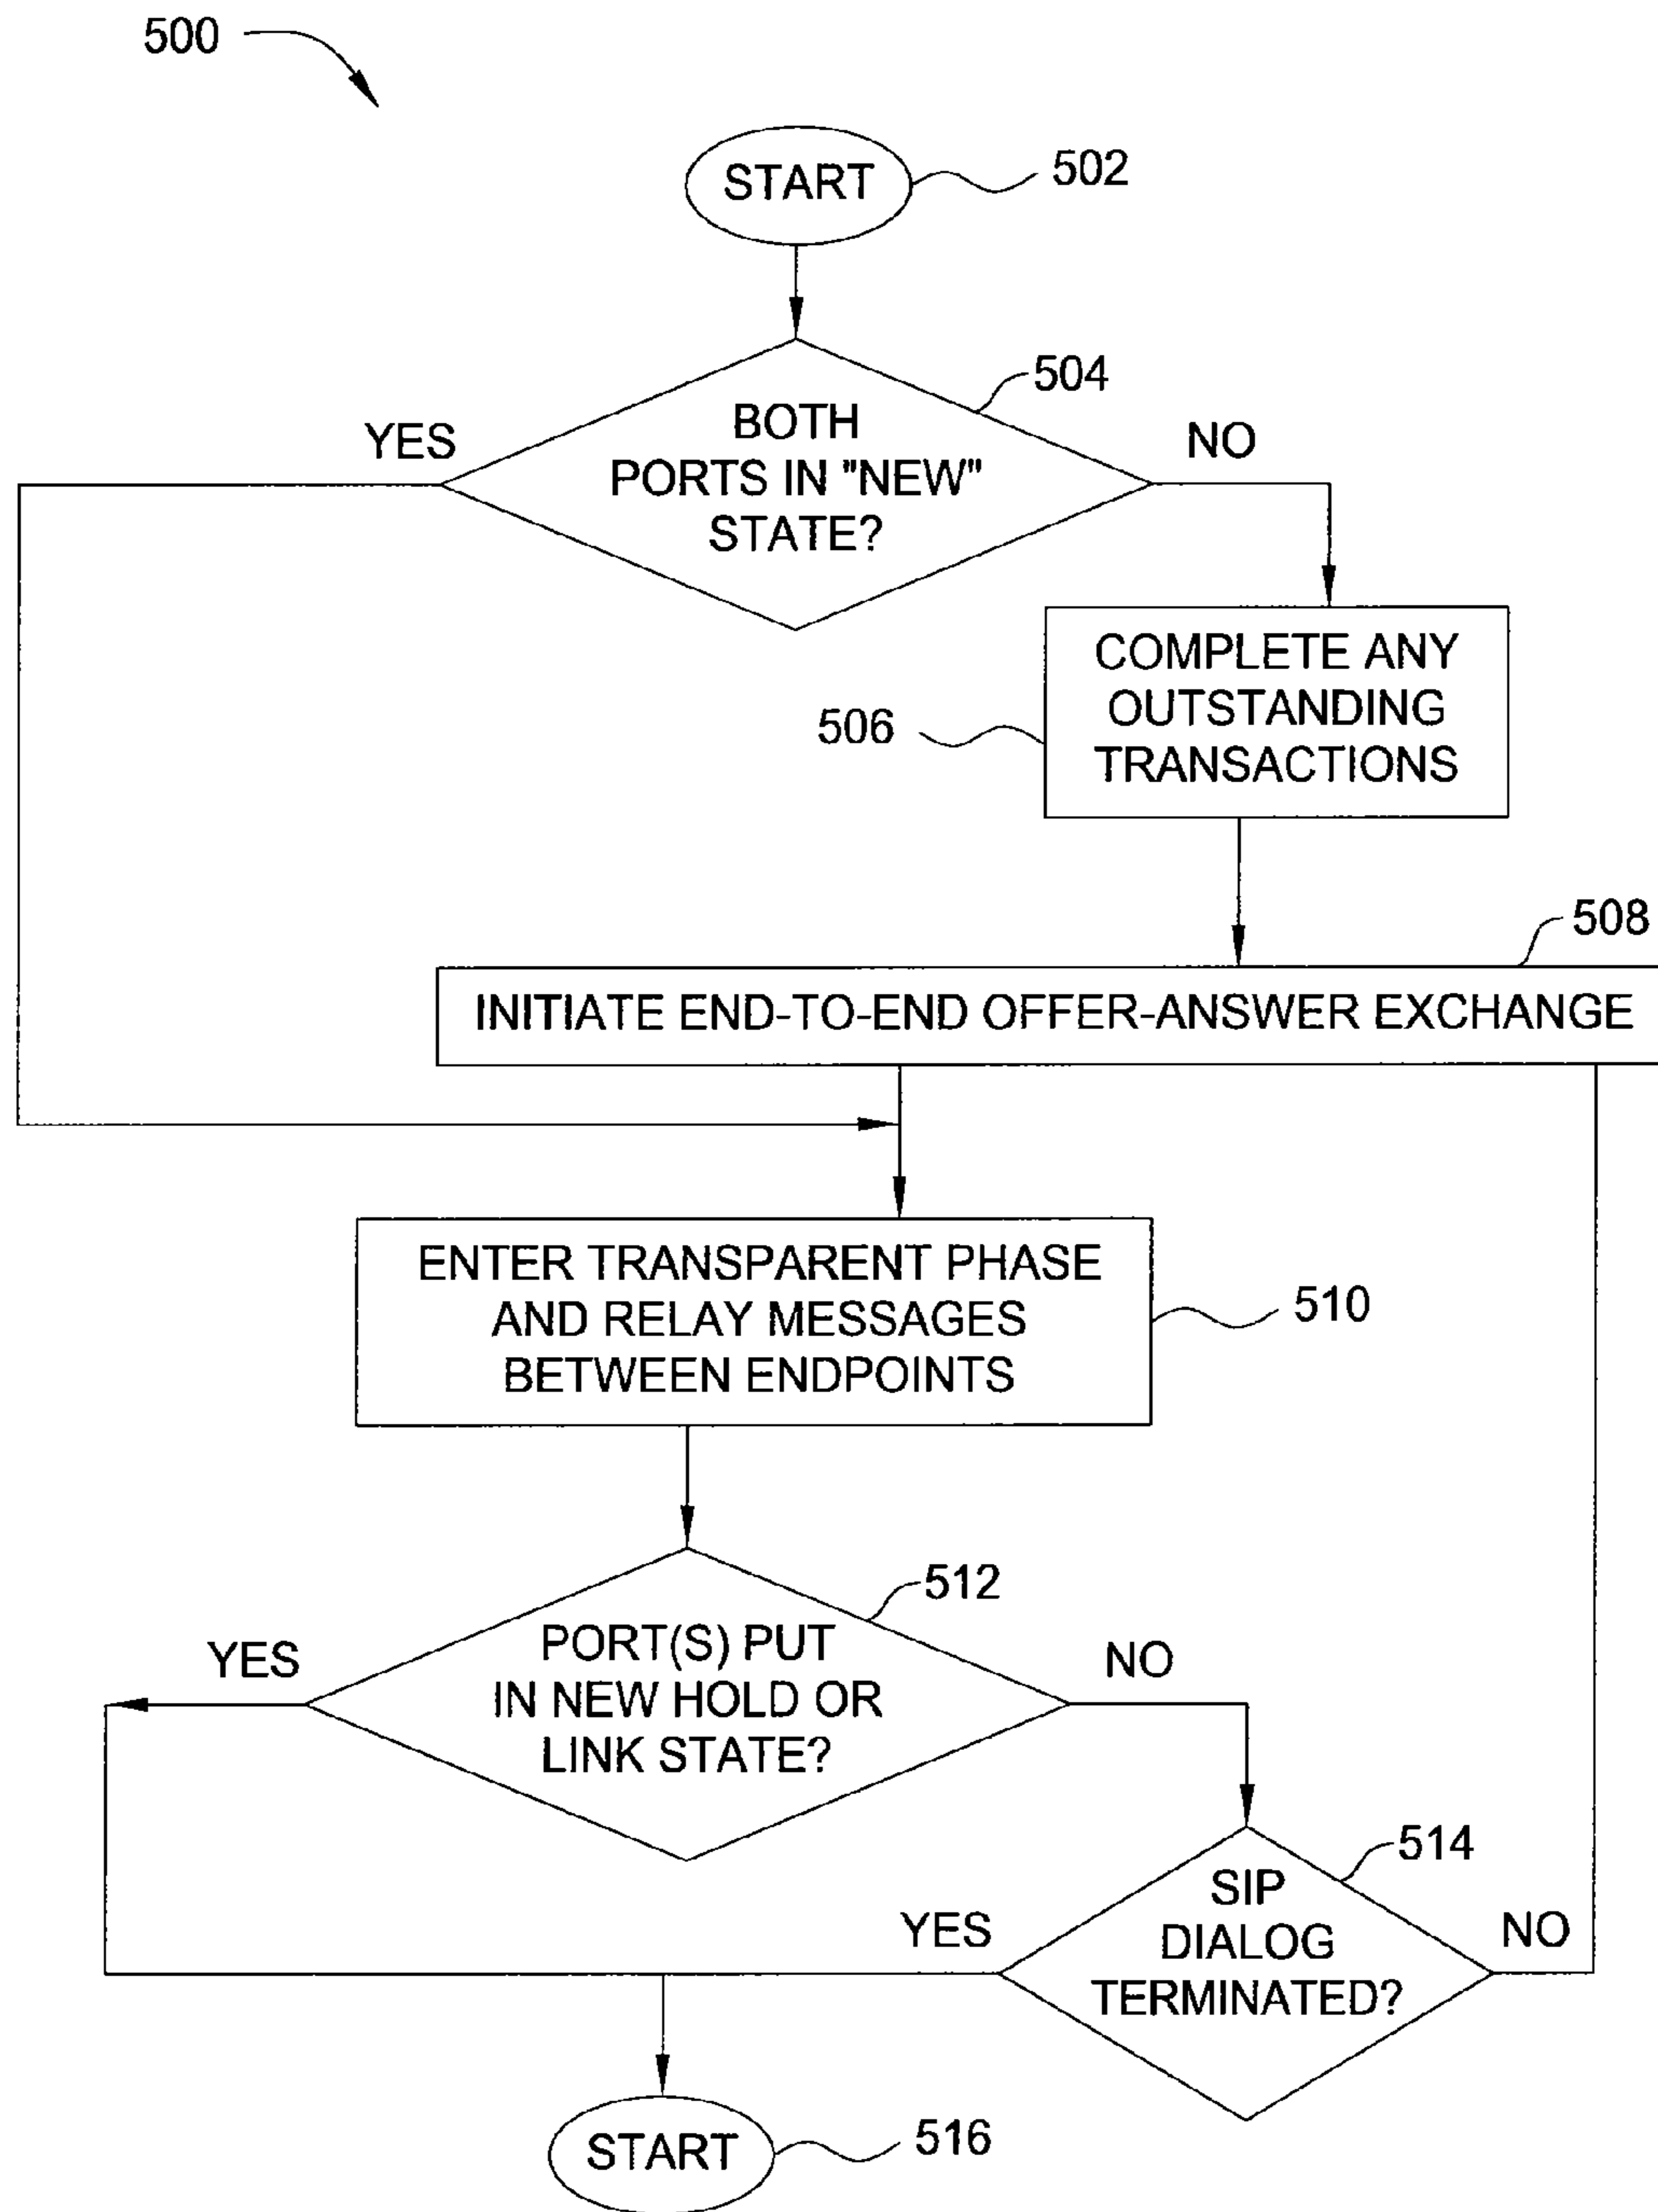 500
START
502
504
YES
BOTH
PORTS IN "NEW"
STATE?
NO
COMPLETE ANY
OUTSTANDING
TRANSACTIONS
506
508
INITIATE END-TO-END OFFER-ANSWER EXCHANGE
ENTER TRANSPARENT PHASE
AND RELAY MESSAGES
BETWEEN ENDPOINTS
510
512
YES
PORT(S) PUT
IN NEW HOLD OR
LINK STATE?
NO
514
YES
SIP
DIALOG
TERMINATED?
NO
START
516